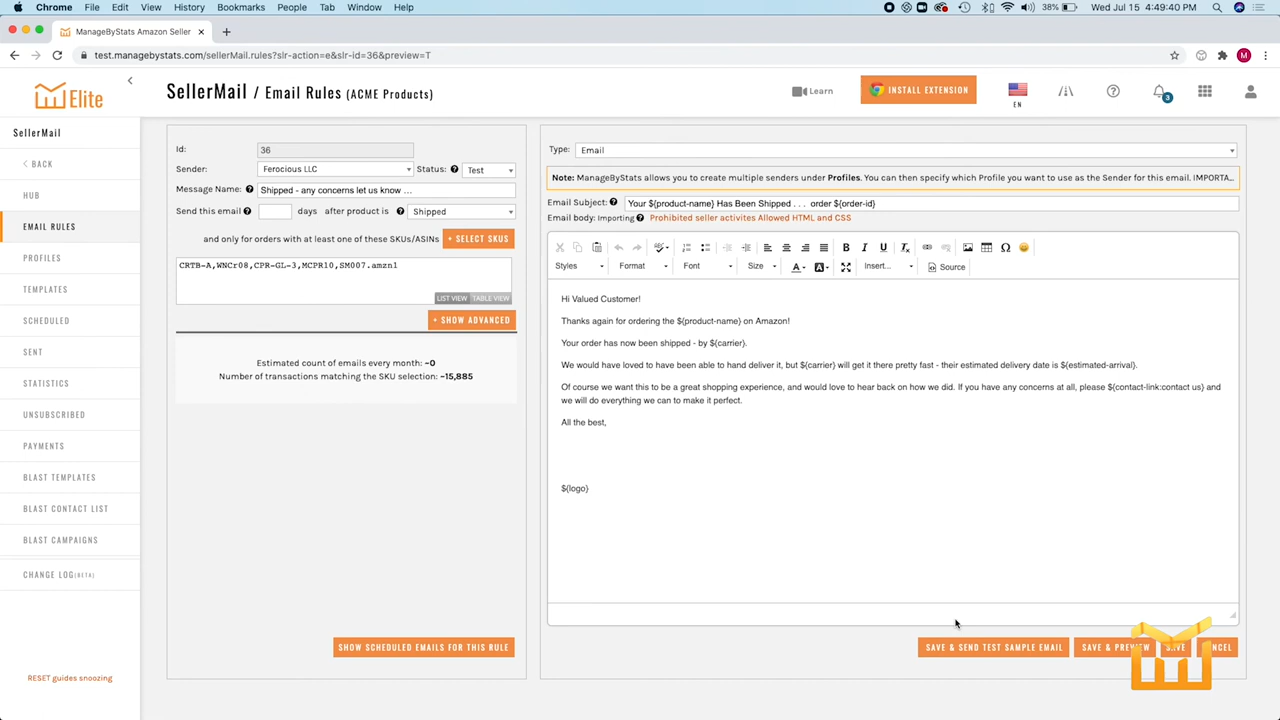 Chrome File Edit View History Bookmarks People Tab Window Help 38% Wed Jul 15 4:49:40 PM
ManageByStats Amazon Seller
test.managebystats.com/sellerMail.rules?slr-action=e&slr-id=36&preview=T M
Elite
SellerMail / Email Rules (ACME Products) Learn INSTALL EXTENSION EN 3
SellerMail
BACK
HUB
EMAIL RULES
PROFILES
TEMPLATES
SCHEDULED
SENT
STATISTICS
UNSUBSCRIBED
PAYMENTS
BLAST TEMPLATES
BLAST CONTACT LIST
BLAST CAMPAIGNS
CHANGE LOG(BETA)
RESET guides snoozing
Id: 36
Sender: Ferocious LLC Status: Test
Message Name: Shipped - any concerns let us know ...
Send this email days after product is Shipped
and only for orders with at least one of these SKUs/ASINs + SELECT SKUS
CRTB-A,WNCr08,CPR-GL-3,MCPR10,SM007.amzn1
LIST VIEW TABLE VIEW
+ SHOW ADVANCED
Estimated count of emails every month: ~0
Number of transactions matching the SKU selection: ~15,885
SHOW SCHEDULED EMAILS FOR THIS RULE
Type: Email
Note: ManageByStats allows you to create multiple senders under Profiles. You can then specify which Profile you want to use as the Sender for this email. IMPORTA...
Email Subject: Your ${product-name} Has Been Shipped . . . order ${order-id}
Email body: Importing Prohibited seller activites Allowed HTML and CSS
B I U Tx Ω
Styles Format Font Size A A Insert... Source
Hi Valued Customer!
Thanks again for ordering the ${product-name} on Amazon!
Your order has now been shipped - by ${carrier}.
We would have loved to have been able to hand deliver it, but ${carrier} will get it there pretty fast - their estimated delivery date is ${estimated-arrival}.
Of course we want this to be a great shopping experience, and would love to hear back on how we did. If you have any concerns at all, please ${contact-link:contact us} and
we will do everything we can to make it perfect.
All the best,
${logo}
SAVE & SEND TEST SAMPLE EMAIL SAVE & PREVIEW SAVE CANCEL